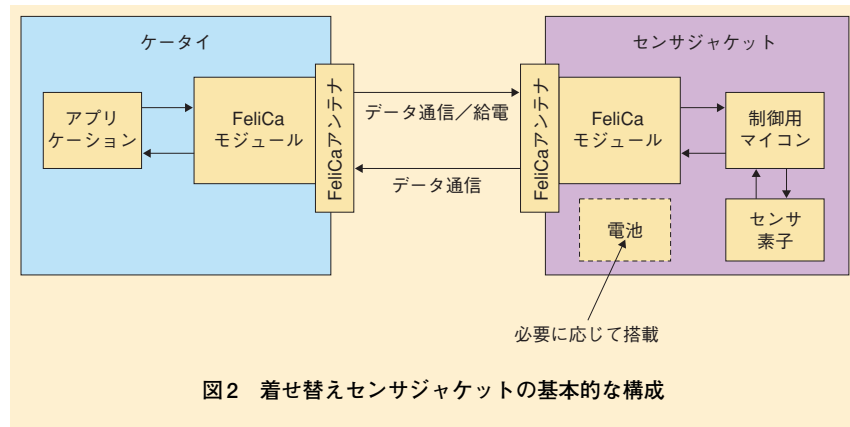 ケータイ
アプリ
ケーション
FeliCa
モジュール
FeliCaアンテナ
データ通信／給電
データ通信
センサジャケット
FeliCaアンテナ
FeliCa
モジュール
制御用
マイコン
センサ
素子
電池
必要に応じて搭載
図2　着せ替えセンサジャケットの基本的な構成